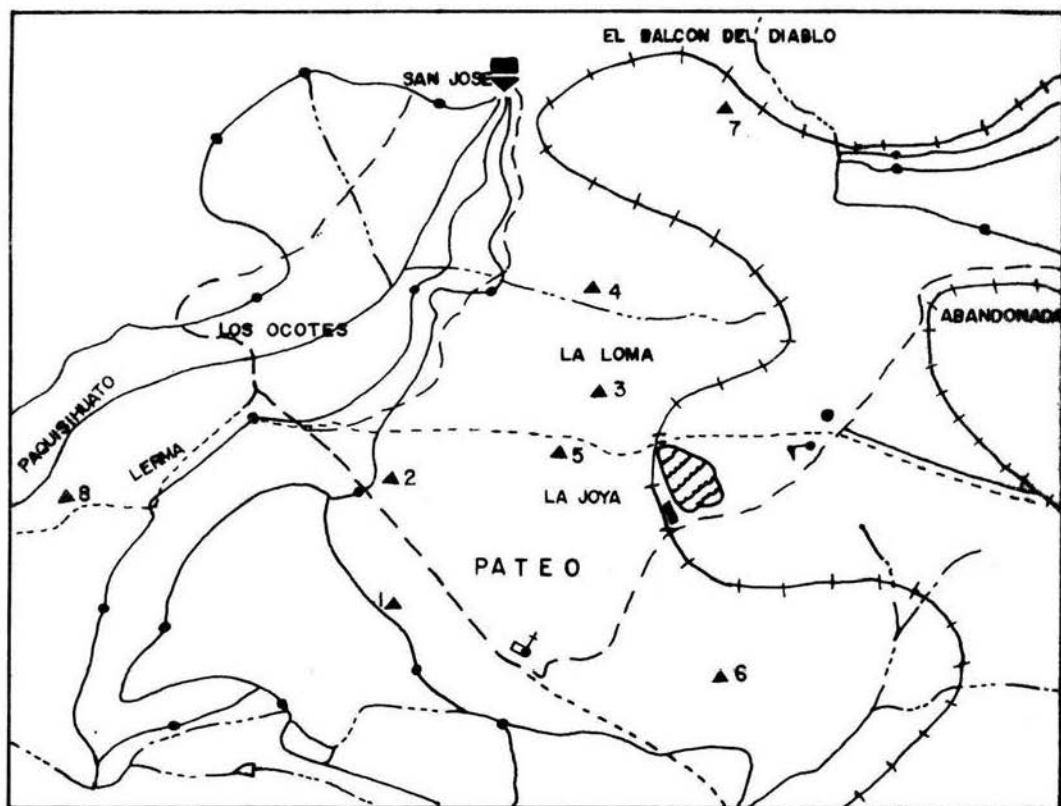 EL BALCON DEL DIABLO
SAN JOSE
7
4
LOS OCOTES
ABANDONADA
LA LOMA
3
PAQUISIHUATO
LERMA
5
2
8
LA JOYA
PATEO
1
6